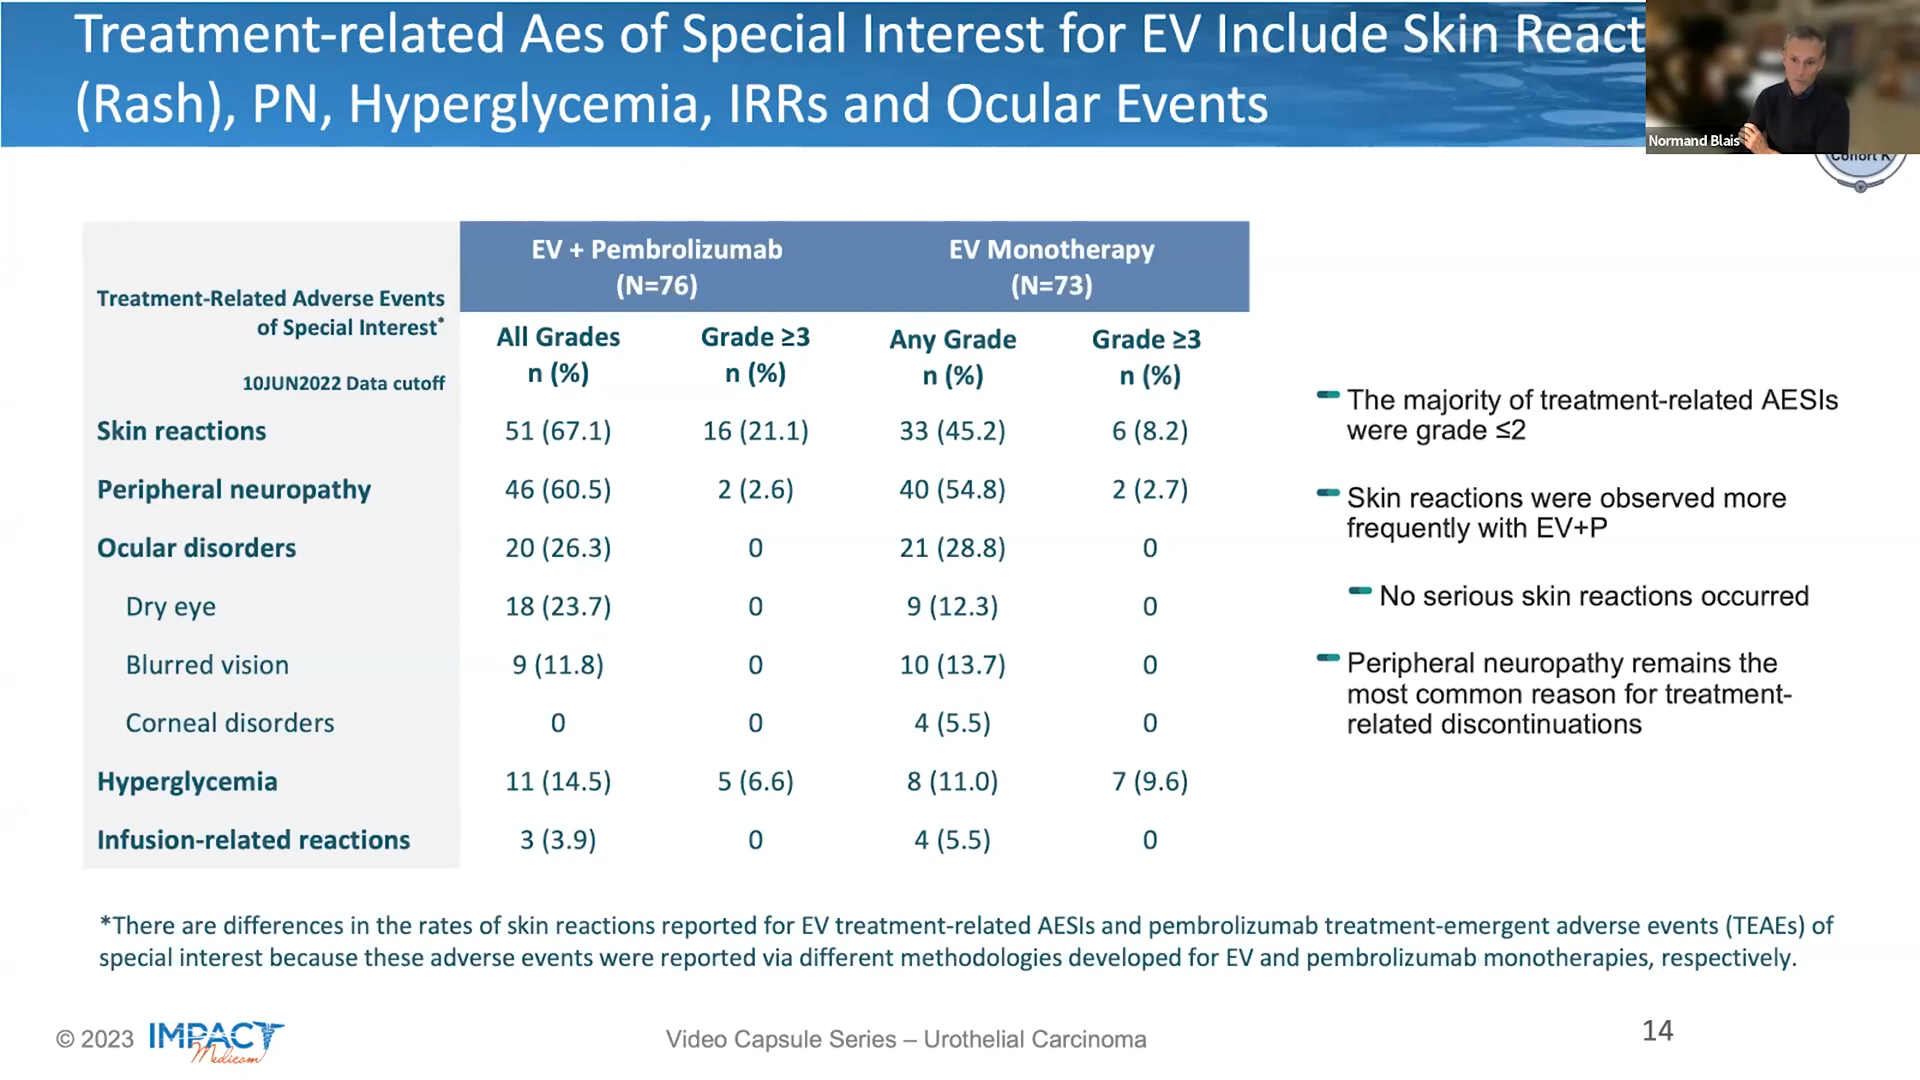 Treatment-related Aes of Special Interest for EV Include Skin React
(Rash), PN, Hyperglycemia, IRRs and Ocular Events
Normand Blais
Cohort K
EV + Pembrolizumab
(N=76)
EV Monotherapy
(N=73)
Treatment-Related Adverse Events
of Special Interest*
10JUN2022 Data cutoff
All Grades
n (%)
Grade ≥3
n (%)
Any Grade
n (%)
Grade ≥3
n (%)
Skin reactions 51 (67.1) 16 (21.1) 33 (45.2) 6 (8.2)
Peripheral neuropathy 46 (60.5) 2 (2.6) 40 (54.8) 2 (2.7)
Ocular disorders 20 (26.3) 0 21 (28.8) 0
Dry eye 18 (23.7) 0 9 (12.3) 0
Blurred vision 9 (11.8) 0 10 (13.7) 0
Corneal disorders 0 0 4 (5.5) 0
Hyperglycemia 11 (14.5) 5 (6.6) 8 (11.0) 7 (9.6)
Infusion-related reactions 3 (3.9) 0 4 (5.5) 0
The majority of treatment-related AESIs
were grade ≤2
Skin reactions were observed more
frequently with EV+P
No serious skin reactions occurred
Peripheral neuropathy remains the
most common reason for treatment-
related discontinuations
*There are differences in the rates of skin reactions reported for EV treatment-related AESIs and pembrolizumab treatment-emergent adverse events (TEAEs) of
special interest because these adverse events were reported via different methodologies developed for EV and pembrolizumab monotherapies, respectively.
© 2023 IMPACT
Medicom
Video Capsule Series – Urothelial Carcinoma
14